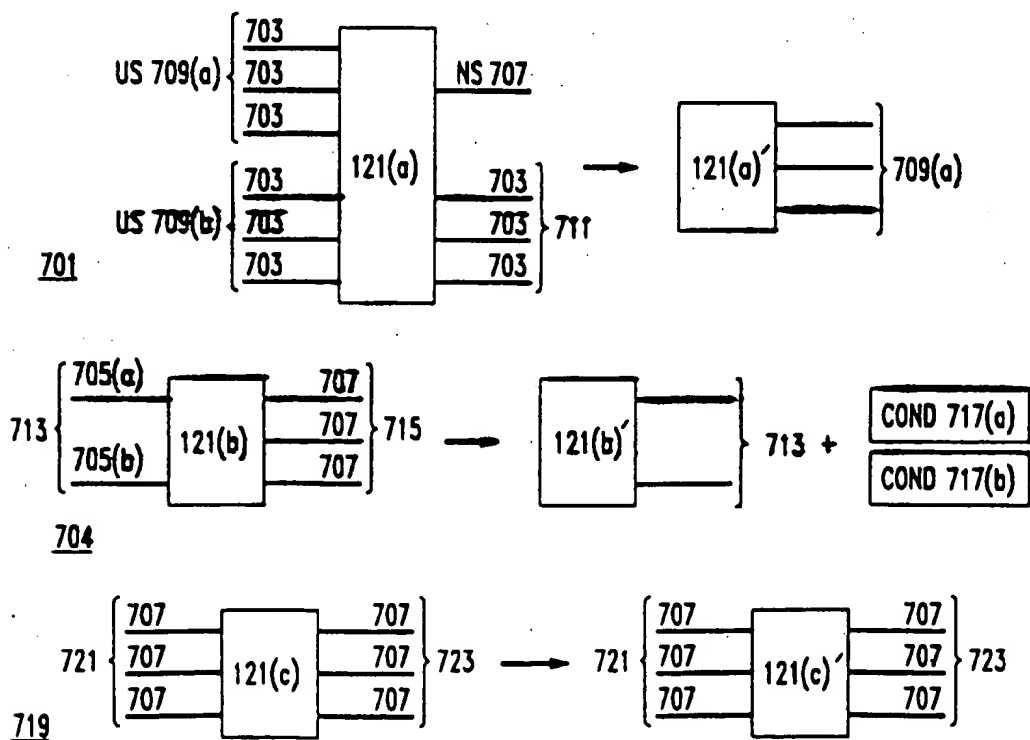 703
US 709(a) 703 NS 707
703
121(a) 121(a)′ 709(a)
703 703
US 709(b) 703 703 711
703 703
701
705(a) 707
713 121(b) 707 715 121(b)′ 713 + COND 717(a)
705(b) 707 COND 717(b)
704
707 707 707 707
721 707 121(c) 707 723 721 707 121(c)′ 707 723
707 707 707 707
719